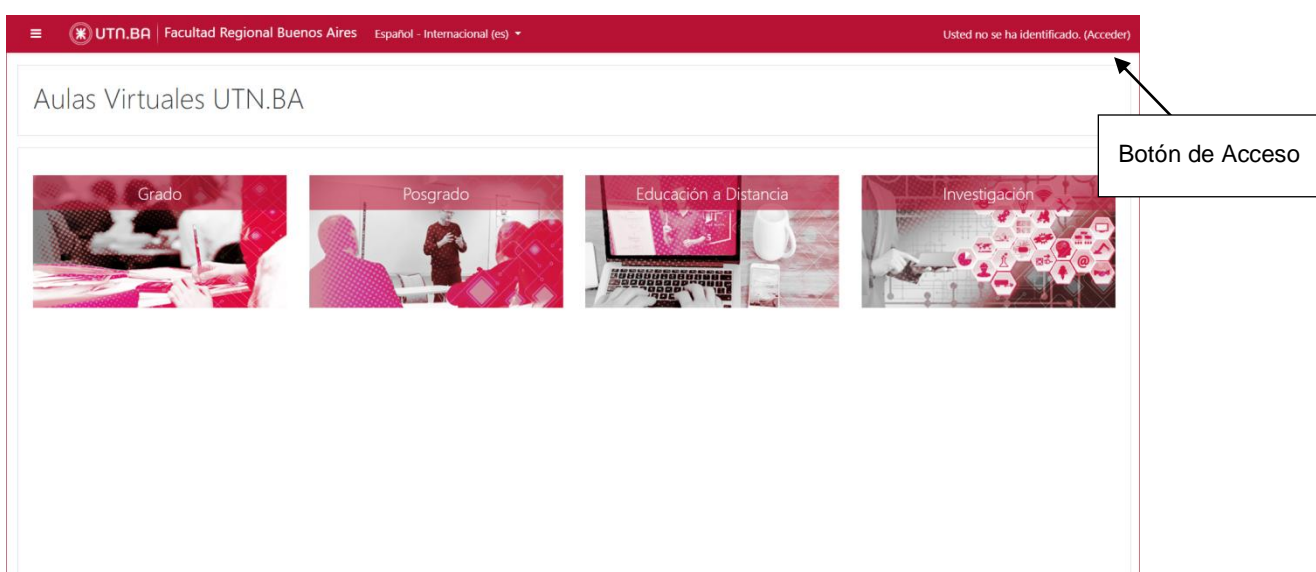 UTN.BA Facultad Regional Buenos Aires Español - Internacional (es) Usted no se ha identificado. (Acceder)
Aulas Virtuales UTN.BA
Botón de Acceso
Grado Posgrado Educación a Distancia Investigación